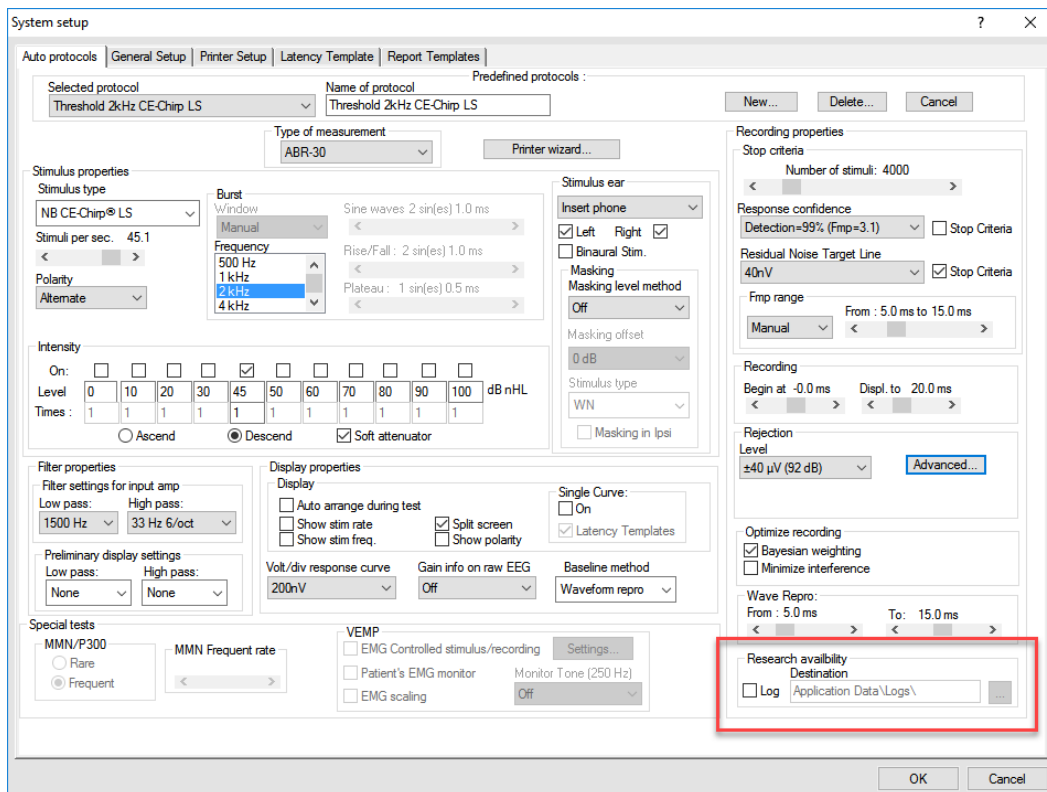 System setup
?
Auto protocols
General Setup
Printer Setup
Latency Template
Report Templates
Predefined protocols :
Selected protocol
Threshold 2kHz CE-Chirp LS
Name of protocol
Threshold 2kHz CE-Chirp LS
New...
Delete...
Cancel
Type of measurement
ABR-30
Printer wizard...
Stimulus properties
Stimulus type
NB CE-Chirp® LS
Stimuli per sec. 45.1
Polarity
Alternate
Burst
Window
Manual
Frequency
500 Hz
1 kHz
2 kHz
4 kHz
Sine waves 2 sin(es) 1.0 ms
Rise/Fall : 2 sin(es) 1.0 ms
Plateau : 1 sin(es) 0.5 ms
Intensity
On:
Level 0 10 20 30 45 50 60 70 80 90 100 dB nHL
Times : 1 1 1 1 1 1 1 1 1 1 1
Ascend
Descend
Soft attenuator
Stimulus ear
Insert phone
Left Right
Binaural Stim.
Masking
Masking level method
Off
Masking offset
0 dB
Stimulus type
WN
Masking in Ipsi
Recording properties
Stop criteria
Number of stimuli: 4000
Response confidence
Detection=99% (Fmp=3.1)
Stop Criteria
Residual Noise Target Line
40nV
Stop Criteria
Fmp range
Manual
From : 5.0 ms to 15.0 ms
Recording
Begin at -0.0 ms Displ. to 20.0 ms
Rejection
Level
±40 µV (92 dB)
Advanced...
Optimize recording
Bayesian weighting
Minimize interference
Wave Repro:
From : 5.0 ms To: 15.0 ms
Research availbility
Destination
Log
Application Data\Logs\
...
Filter properties
Filter settings for input amp
Low pass: High pass:
1500 Hz 33 Hz 6/oct
Preliminary display settings
Low pass: High pass:
None None
Display properties
Display
Auto arrange during test
Show stim rate
Show stim freq.
Split screen
Show polarity
Single Curve:
On
Latency Templates
Volt/div response curve
200nV
Gain info on raw EEG
Off
Baseline method
Waveform repro
Special tests
MMN/P300
Rare
Frequent
MMN Frequent rate
VEMP
EMG Controlled stimulus/recording
Settings...
Patient's EMG monitor
EMG scaling
Monitor Tone (250 Hz)
Off
OK
Cancel